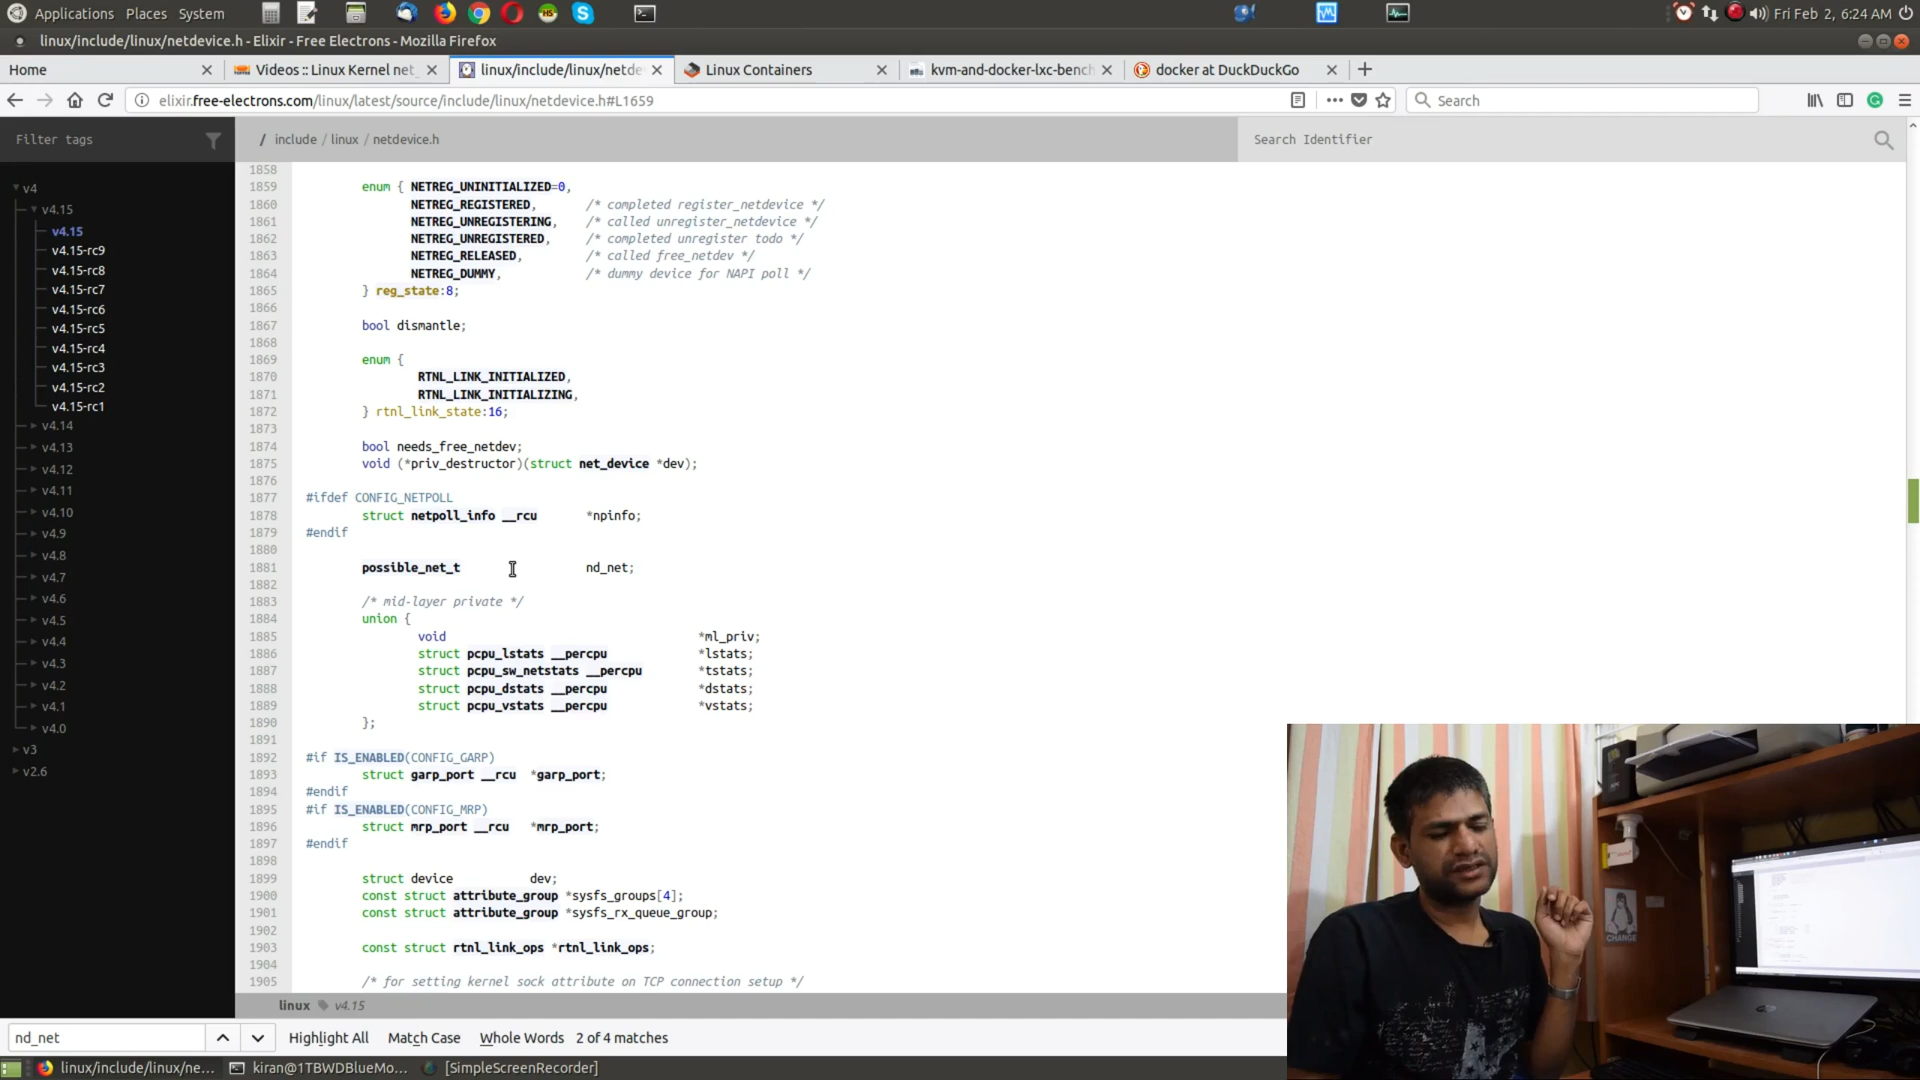 Applications Places System
Fri Feb 2, 6:24 AM
linux/include/linux/netdevice.h - Elixir - Free Electrons - Mozilla Firefox
Home
Videos :: Linux Kernel net_
linux/include/linux/netde
Linux Containers
kvm-and-docker-lxc-benc
docker at DuckDuckGo
elixir.free-electrons.com/linux/latest/source/include/linux/netdevice.h#L1659
Search
Filter tags
/ include / linux / netdevice.h
Search Identifier
v4
v4.15
v4.15
v4.15-rc9
v4.15-rc8
v4.15-rc7
v4.15-rc6
v4.15-rc5
v4.15-rc4
v4.15-rc3
v4.15-rc2
v4.15-rc1
v4.14
v4.13
v4.12
v4.11
v4.10
v4.9
v4.8
v4.7
v4.6
v4.5
v4.4
v4.3
v4.2
v4.1
v4.0
v3
v2.6
1858
1859 enum { NETREG_UNINITIALIZED=0,
1860 NETREG_REGISTERED, /* completed register_netdevice */
1861 NETREG_UNREGISTERING, /* called unregister_netdevice */
1862 NETREG_UNREGISTERED, /* completed unregister todo */
1863 NETREG_RELEASED, /* called free_netdev */
1864 NETREG_DUMMY, /* dummy device for NAPI poll */
1865 } reg_state:8;
1866
1867 bool dismantle;
1868
1869 enum {
1870 RTNL_LINK_INITIALIZED,
1871 RTNL_LINK_INITIALIZING,
1872 } rtnl_link_state:16;
1873
1874 bool needs_free_netdev;
1875 void (*priv_destructor)(struct net_device *dev);
1876
1877 #ifdef CONFIG_NETPOLL
1878 struct netpoll_info __rcu *npinfo;
1879 #endif
1880
1881 possible_net_t nd_net;
1882
1883 /* mid-layer private */
1884 union {
1885 void *ml_priv;
1886 struct pcpu_lstats __percpu *lstats;
1887 struct pcpu_sw_netstats __percpu *tstats;
1888 struct pcpu_dstats __percpu *dstats;
1889 struct pcpu_vstats __percpu *vstats;
1890 };
1891
1892 #if IS_ENABLED(CONFIG_GARP)
1893 struct garp_port __rcu *garp_port;
1894 #endif
1895 #if IS_ENABLED(CONFIG_MRP)
1896 struct mrp_port __rcu *mrp_port;
1897 #endif
1898
1899 struct device dev;
1900 const struct attribute_group *sysfs_groups[4];
1901 const struct attribute_group *sysfs_rx_queue_group;
1902
1903 const struct rtnl_link_ops *rtnl_link_ops;
1904
1905 /* for setting kernel sock attribute on TCP connection setup */
linux v4.15
CHANGE
nd_net
Highlight All Match Case Whole Words 2 of 4 matches
linux/include/linux/ne...
kiran@1TBWDBlueMo...
[SimpleScreenRecorder]